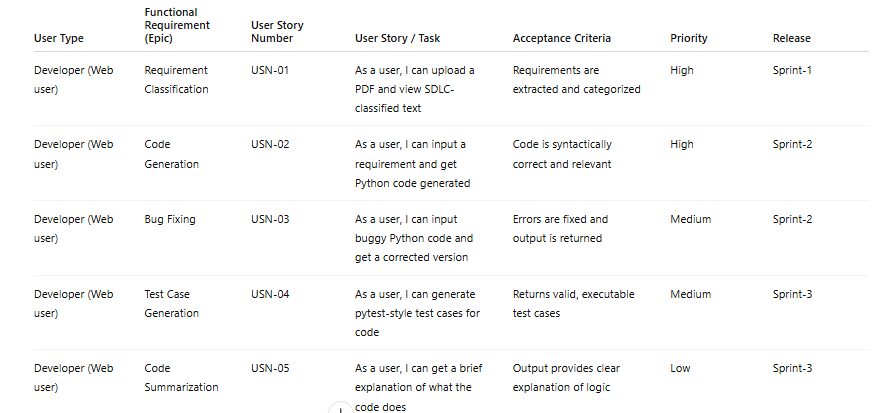 User Type Functional Requirement (Epic) User Story Number User Story / Task Acceptance Criteria Priority Release
Developer (Web user) Requirement Classification USN-01 As a user, I can upload a PDF and view SDLC-classified text Requirements are extracted and categorized High Sprint-1
Developer (Web user) Code Generation USN-02 As a user, I can input a requirement and get Python code generated Code is syntactically correct and relevant High Sprint-2
Developer (Web user) Bug Fixing USN-03 As a user, I can input buggy Python code and get a corrected version Errors are fixed and output is returned Medium Sprint-2
Developer (Web user) Test Case Generation USN-04 As a user, I can generate pytest-style test cases for code Returns valid, executable test cases Medium Sprint-3
Developer (Web user) Code Summarization USN-05 As a user, I can get a brief explanation of what the code does Output provides clear explanation of logic Low Sprint-3